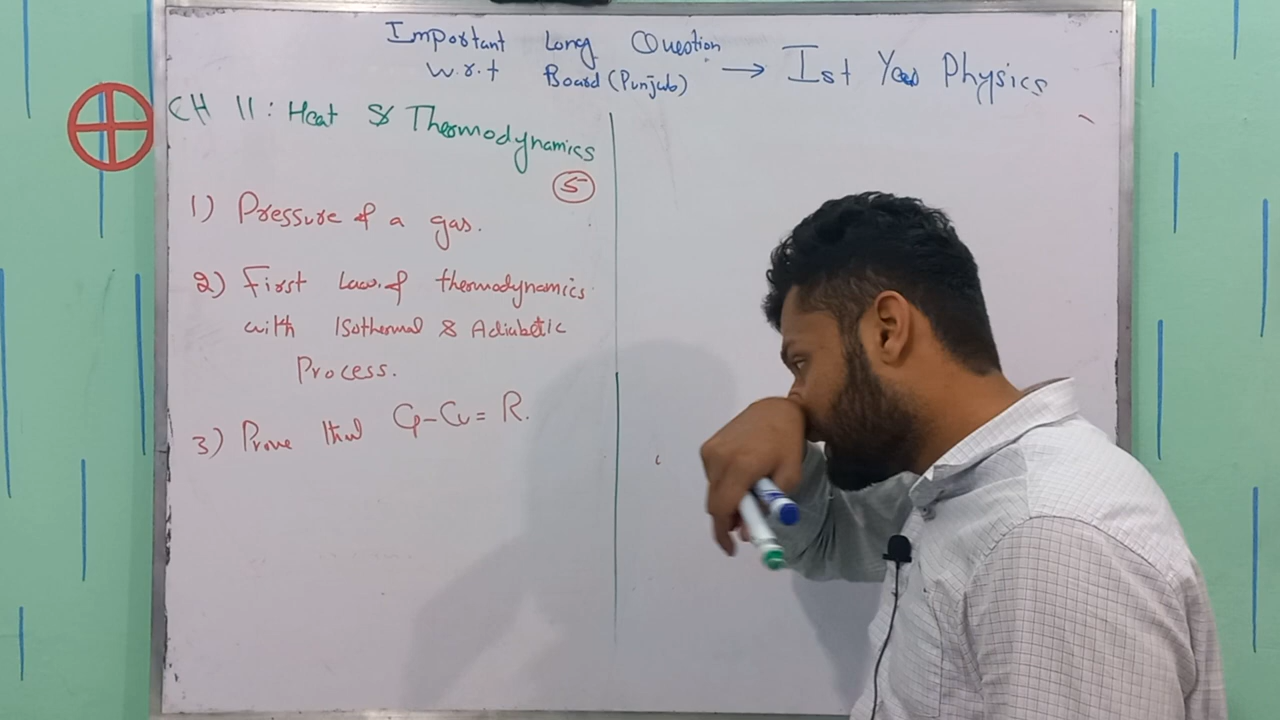 Important Long Question
w.r.t Board (Punjab) → Ist Year Physics
CH 11: Heat & Thermodynamics
5
1) Pressure of a gas.
2) First Law of thermodynamics
with Isothermal & Adiabetic
Process.
3) Prove that Cp-Cv= R.